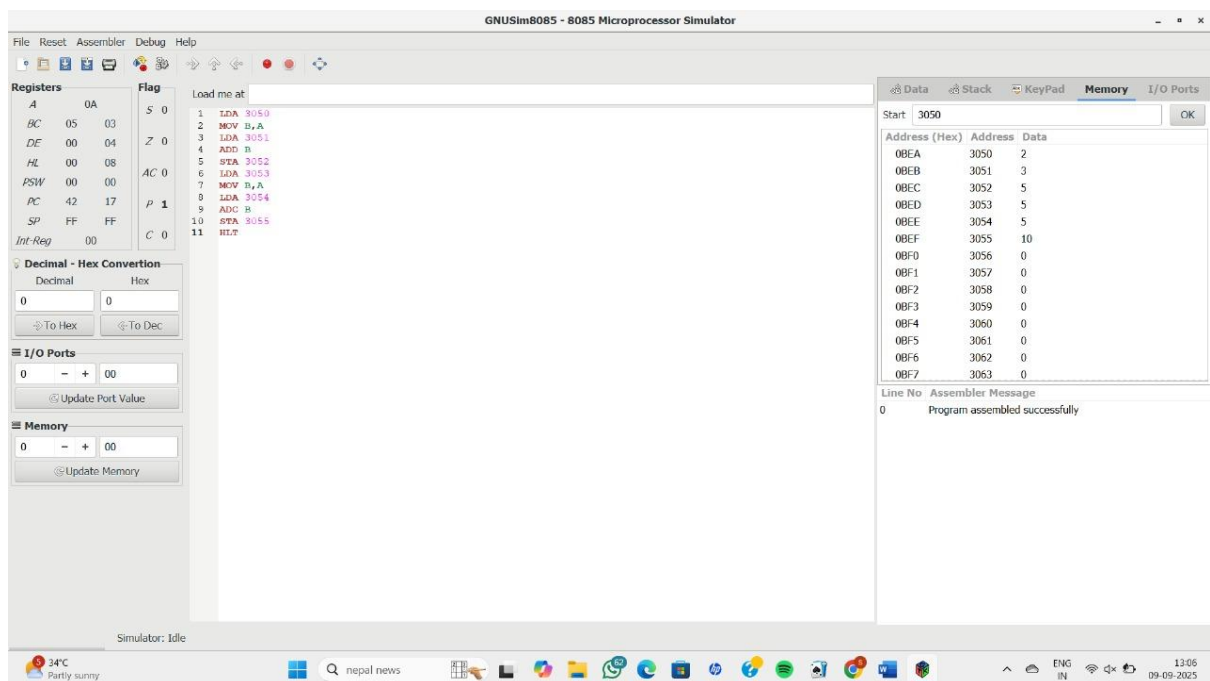 GNUSim8085 - 8085 Microprocessor Simulator
File Reset Assembler Debug Help
Registers
A 0A
BC 05 03
DE 00 04
HL 00 08
PSW 00 00
PC 42 17
SP FF FF
Int-Reg 00
Flag
S 0
Z 0
AC 0
P 1
C 0
Decimal - Hex Convertion
Decimal Hex
0 0
To Hex To Dec
I/O Ports
0 - + 00
Update Port Value
Memory
0 - + 00
Update Memory
Load me at
1 LDA 3050
2 MOV B,A
3 LDA 3051
4 ADD B
5 STA 3052
6 LDA 3053
7 MOV B,A
8 LDA 3054
9 ADC B
10 STA 3055
11 HLT
Data Stack KeyPad Memory I/O Ports
Start 3050 OK
Address (Hex) Address Data
0BEA 3050 2
0BEB 3051 3
0BEC 3052 5
0BED 3053 5
0BEE 3054 5
0BEF 3055 10
0BF0 3056 0
0BF1 3057 0
0BF2 3058 0
0BF3 3059 0
0BF4 3060 0
0BF5 3061 0
0BF6 3062 0
0BF7 3063 0
Line No Assembler Message
0 Program assembled successfully
Simulator: Idle
5
34°C
Partly sunny
nepal news
62
ENG
IN
13:06
09-09-2025